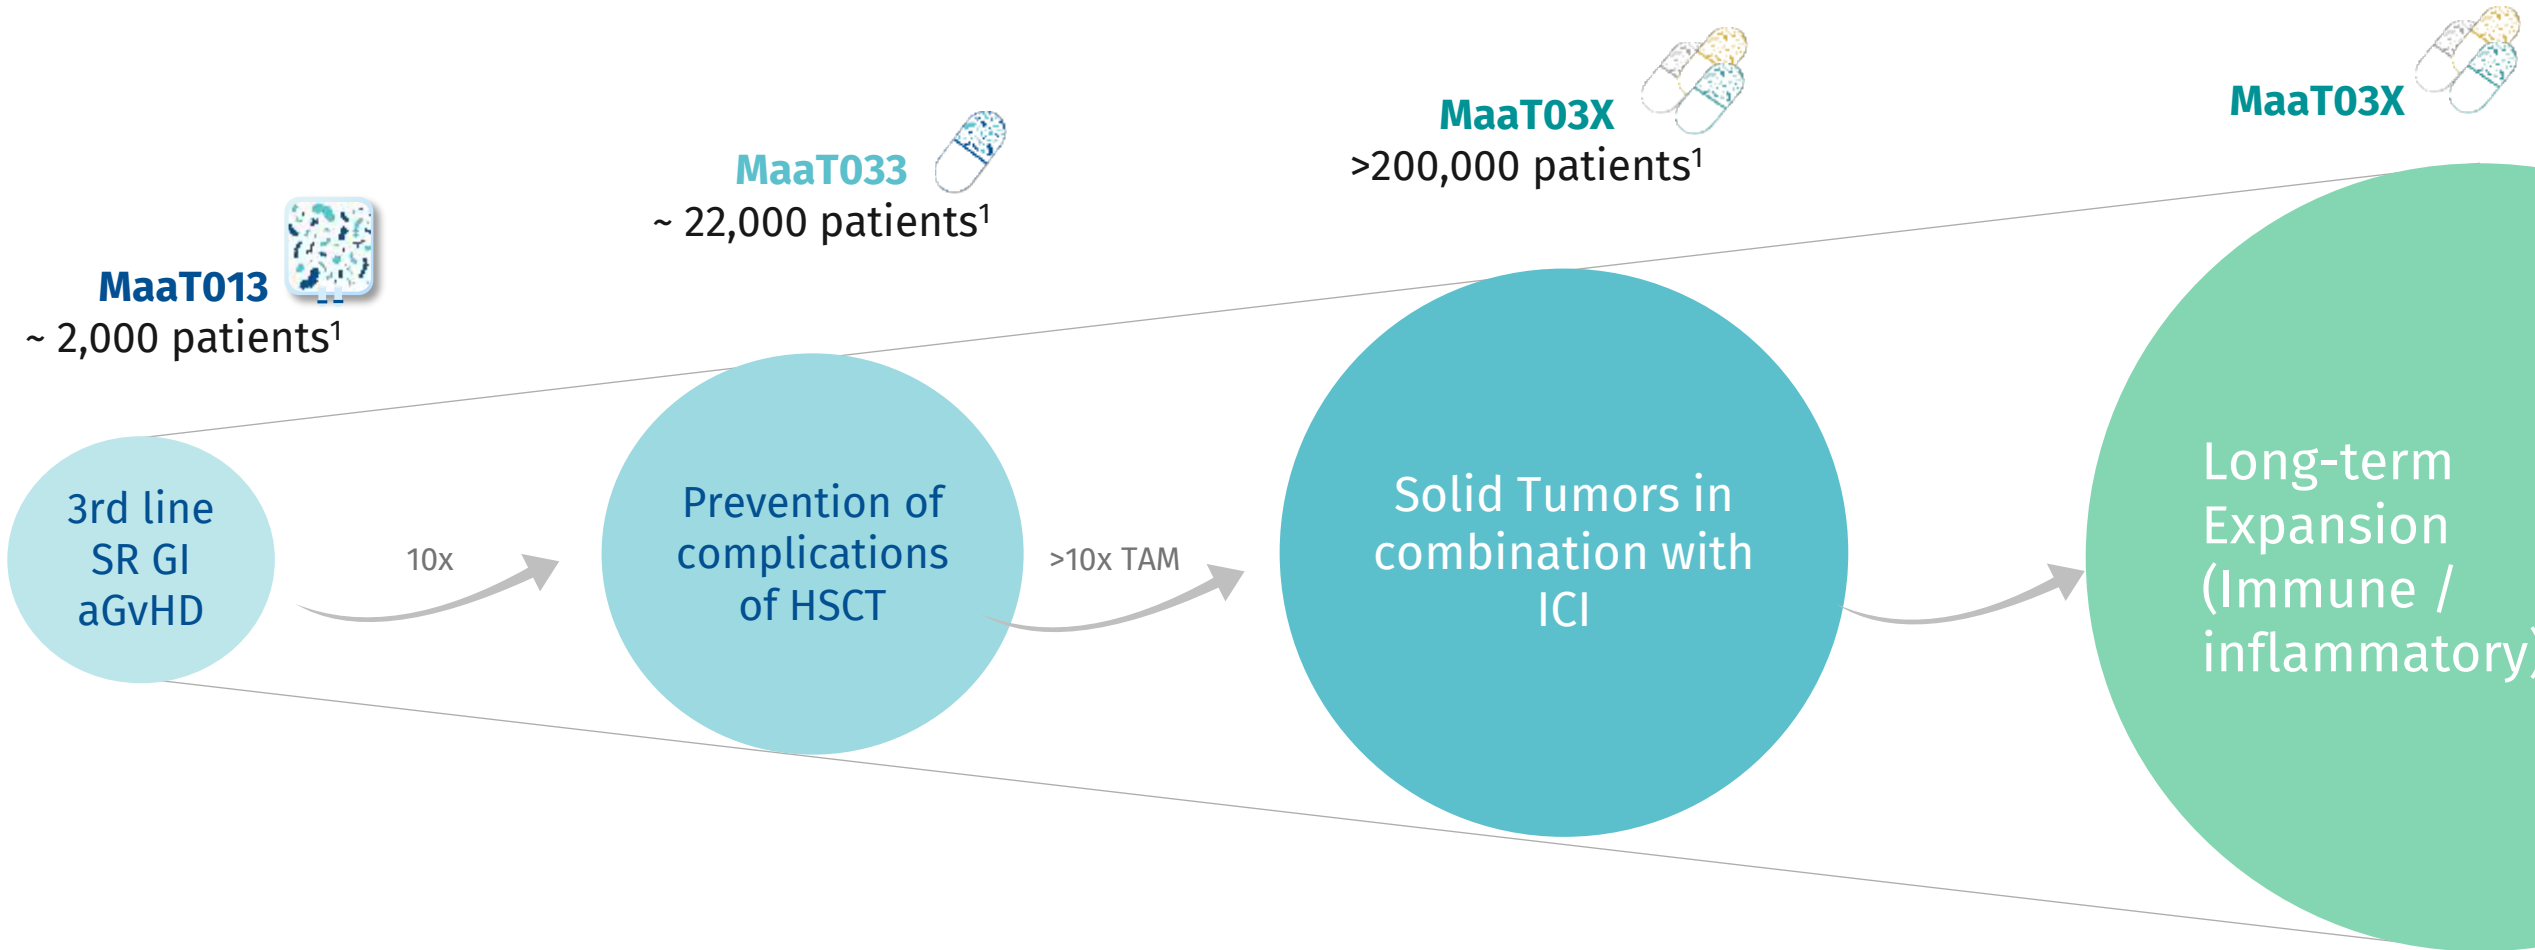 MaaT013
~ 2,000 patients¹
MaaT033
~ 22,000 patients¹
MaaT03X
>200,000 patients¹
MaaT03X
3rd line
SR GI
aGvHD
10x
Prevention of
complications
of HSCT
>10x TAM
Solid Tumors in
combination with
ICI
Long-term
Expansion
(Immune /
inflammatory)